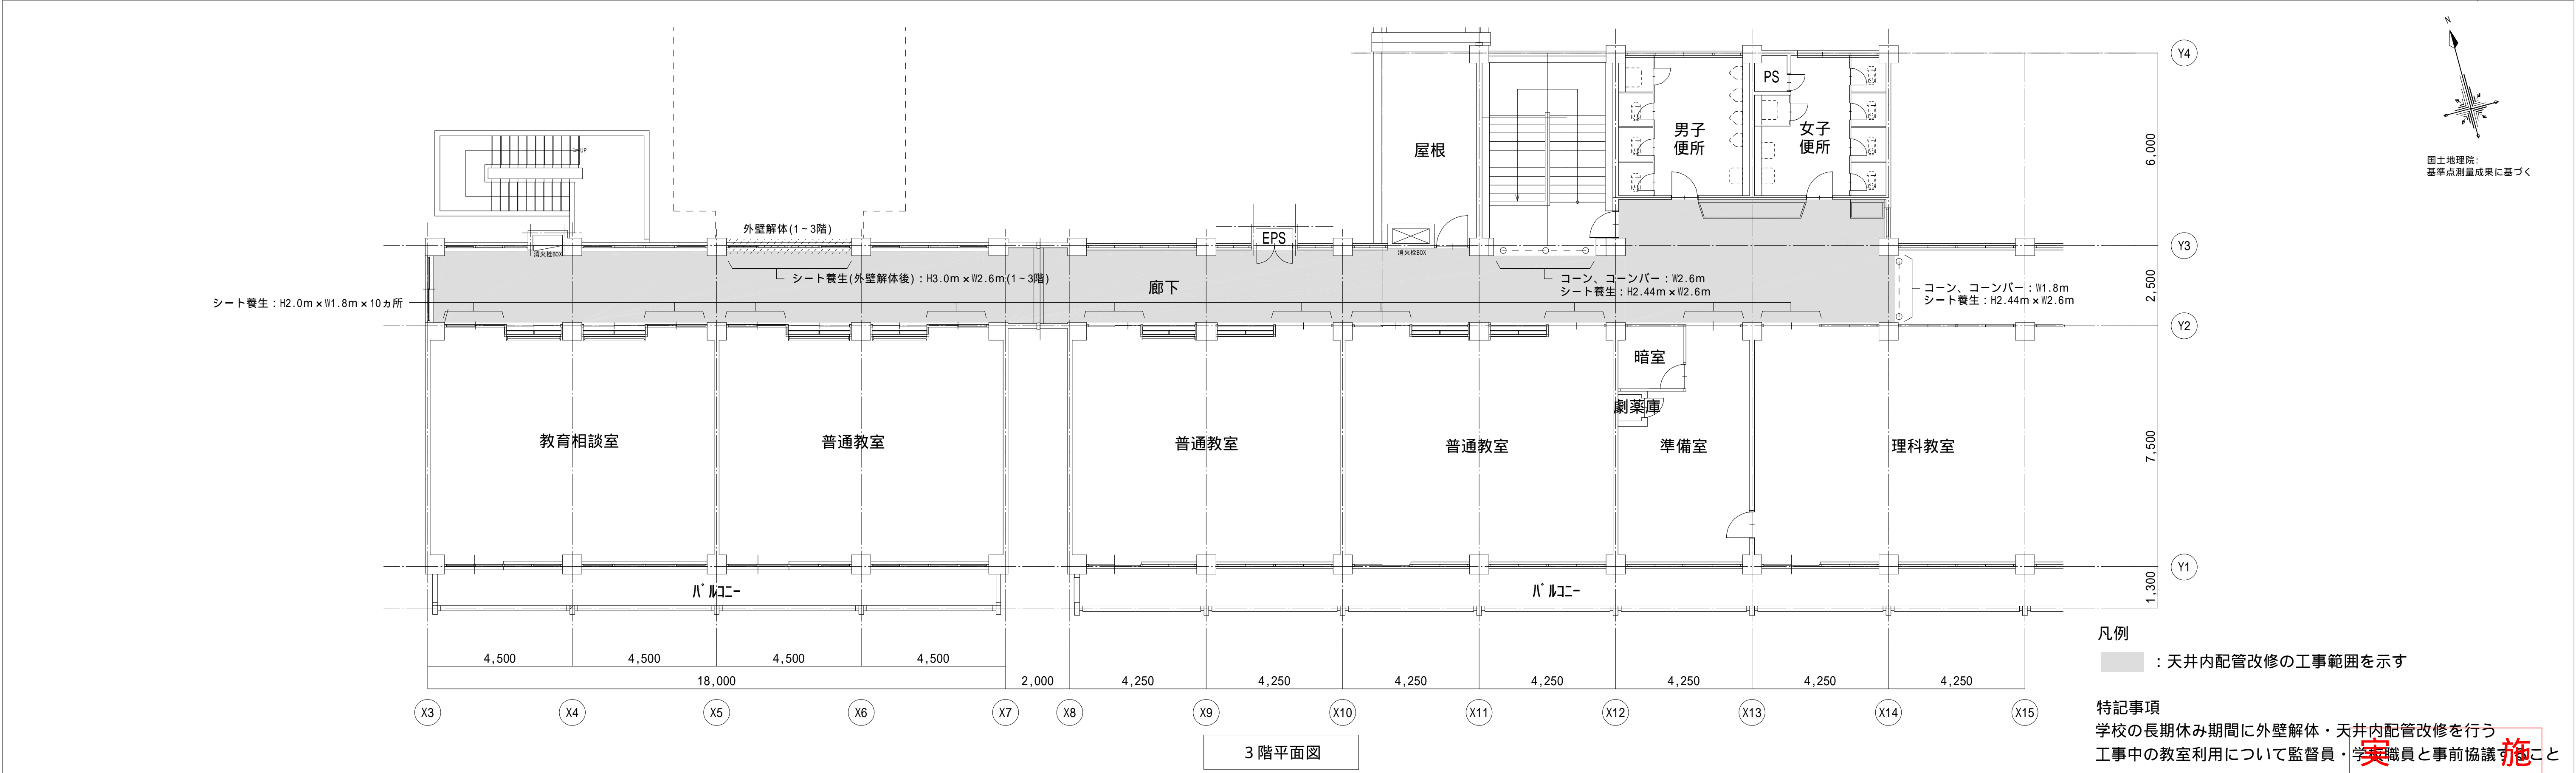 N
国土地理院:
基準点測量成果に基づく
Y4
6,000
Y3
2,500
Y2
7,500
Y1
1,300
UP
屋根
男子
便所
PS
女子
便所
外壁解体(1~3階)
消火栓BOX
EPS
消火栓BOX
シート養生(外壁解体後):H3.0m×W2.6m(1~3階)
廊下
コーン、コーンバー:W2.6m
シート養生:H2.44m×W2.6m
コーン、コーンバー:W1.8m
シート養生:H2.44m×W2.6m
シート養生:H2.0m×W1.8m×10ヵ所
暗室
劇薬庫
教育相談室
普通教室
普通教室
普通教室
準備室
理科教室
バルコニー
バルコニー
4,500
4,500
4,500
4,500
18,000
2,000
4,250
4,250
4,250
4,250
4,250
4,250
4,250
X3
X4
X5
X6
X7
X8
X9
X10
X11
X12
X13
X14
X15
3階平面図
凡例
:天井内配管改修の工事範囲を示す
特記事項
学校の長期休み期間に外壁解体・天井内配管改修を行う
工事中の教室利用について監督員・学校職員と事前協議すること
実施